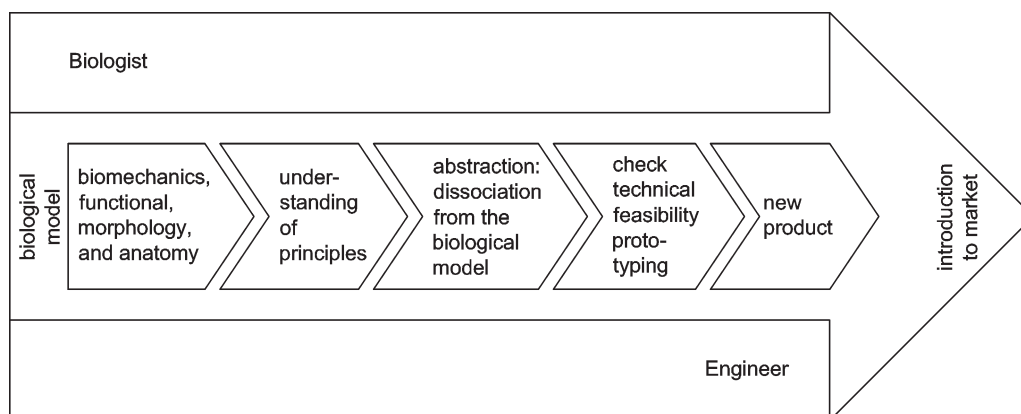 Biologist
biological
model
biomechanics,
functional,
morphology,
and anatomy
under-
standing
of
principles
abstraction:
dissociation
from the
biological
model
check
technical
feasibility
proto-
typing
new
product
introduction
to market
Engineer